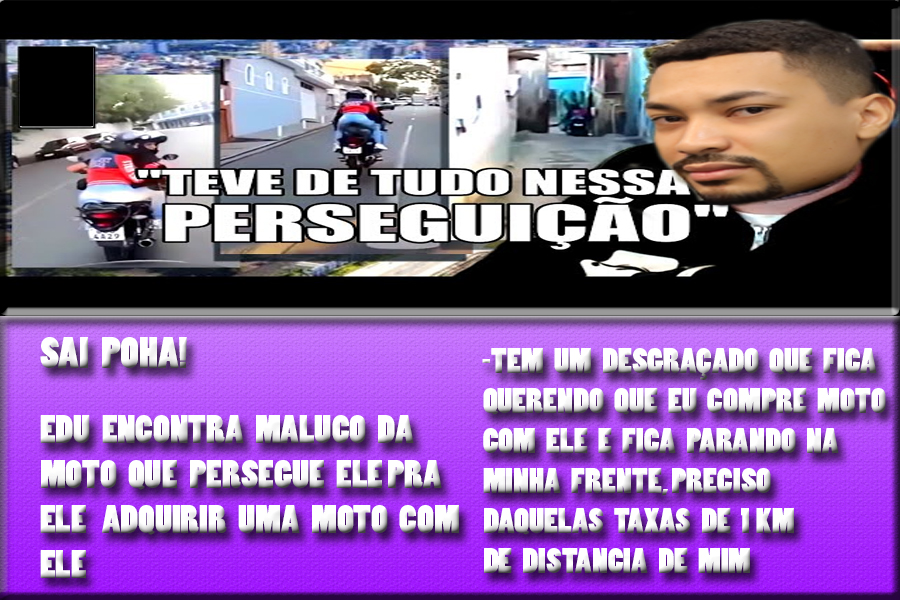 "TEVE DE TUDO NESSA
PERSEGUIÇÃO"
SAI POHA!
EDU ENCONTRA MALUCO DA
MOTO QUE PERSEGUE ELE PRA
ELE ADQUIRIR UMA MOTO COM
ELE
-TEM UM DESGRAÇADO QUE FICA
QUERENDO QUE EU COMPRE MOTO
COM ELE E FICA PARANDO NA
MINHA FRENTE,PRECISO
DAQUELAS TAXAS DE 1 KM
DE DISTANCIA DE MIM